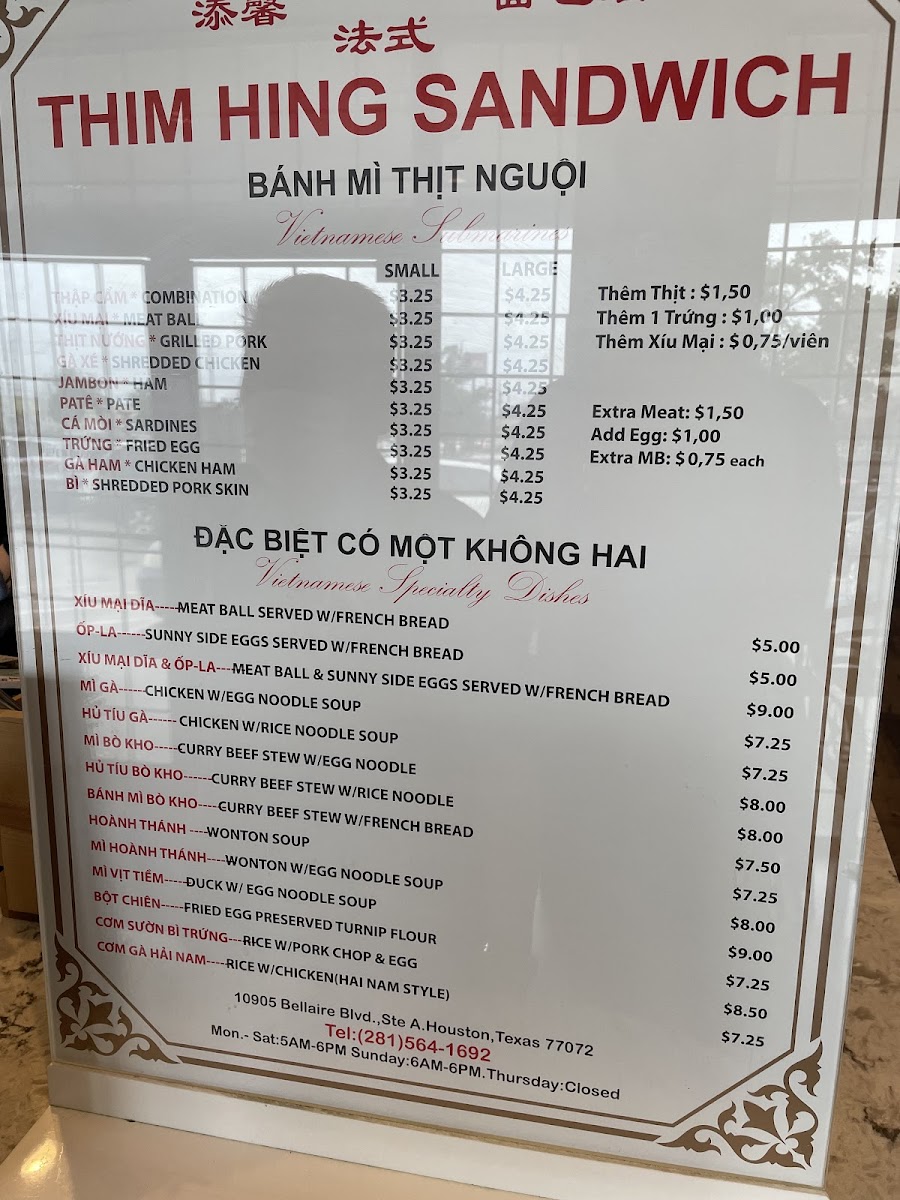 添馨
法式
THIM HING SANDWICH
BÁNH MÌ THỊT NGUỘI
Vietnamese Submarines
SMALL LARGE
THẬP CẨM * COMBINATION $3.25 $4.25
XÍU MẠI * MEAT BALL $3.25 $4.25
THỊT NƯỚNG * GRILLED PORK $3.25 $4.25
GÀ XÉ * SHREDDED CHICKEN $3.25 $4.25
JAMBON * HAM $3.25 $4.25
PATÊ * PATE $3.25 $4.25
CÁ MÒI * SARDINES $3.25 $4.25
TRỨNG * FRIED EGG $3.25 $4.25
GÀ HAM * CHICKEN HAM $3.25 $4.25
BÌ * SHREDDED PORK SKIN $3.25 $4.25
Thêm Thịt : $1,50
Thêm 1 Trứng : $1,00
Thêm Xíu Mại : $0,75/viên
Extra Meat: $1,50
Add Egg: $1,00
Extra MB: $0,75 each
ĐẶC BIỆT CÓ MỘT KHÔNG HAI
Vietnamese Specialty Dishes
XÍU MẠI DĨA-----MEAT BALL SERVED W/FRENCH BREAD $5.00
ỐP-LA------SUNNY SIDE EGGS SERVED W/FRENCH BREAD $5.00
XÍU MẠI DĨA & ỐP-LA----MEAT BALL & SUNNY SIDE EGGS SERVED W/FRENCH BREAD $9.00
MÌ GÀ------CHICKEN W/EGG NOODLE SOUP $7.25
HỦ TÍU GÀ------ CHICKEN W/RICE NOODLE SOUP $7.25
MÌ BÒ KHO-----CURRY BEEF STEW W/EGG NOODLE $8.00
HỦ TÍU BÒ KHO------CURRY BEEF STEW W/RICE NOODLE $8.00
BÁNH MÌ BÒ KHO----CURRY BEEF STEW W/FRENCH BREAD $7.50
HOÀNH THÁNH ----WONTON SOUP $7.25
MÌ HOÀNH THÁNH----WONTON W/EGG NOODLE SOUP $8.00
MÌ VỊT TIỀM-----DUCK W/ EGG NOODLE SOUP $9.00
BỘT CHIÊN-----FRIED EGG PRESERVED TURNIP FLOUR $7.25
CƠM SƯỜN BÌ TRỨNG---RICE W/PORK CHOP & EGG $8.50
CƠM GÀ HẢI NAM----RICE W/CHICKEN(HAI NAM STYLE) $7.25
10905 Bellaire Blvd.,Ste A.Houston,Texas 77072
Tel:(281)564-1692
Mon.- Sat:5AM-6PM Sunday:6AM-6PM.Thursday:Closed